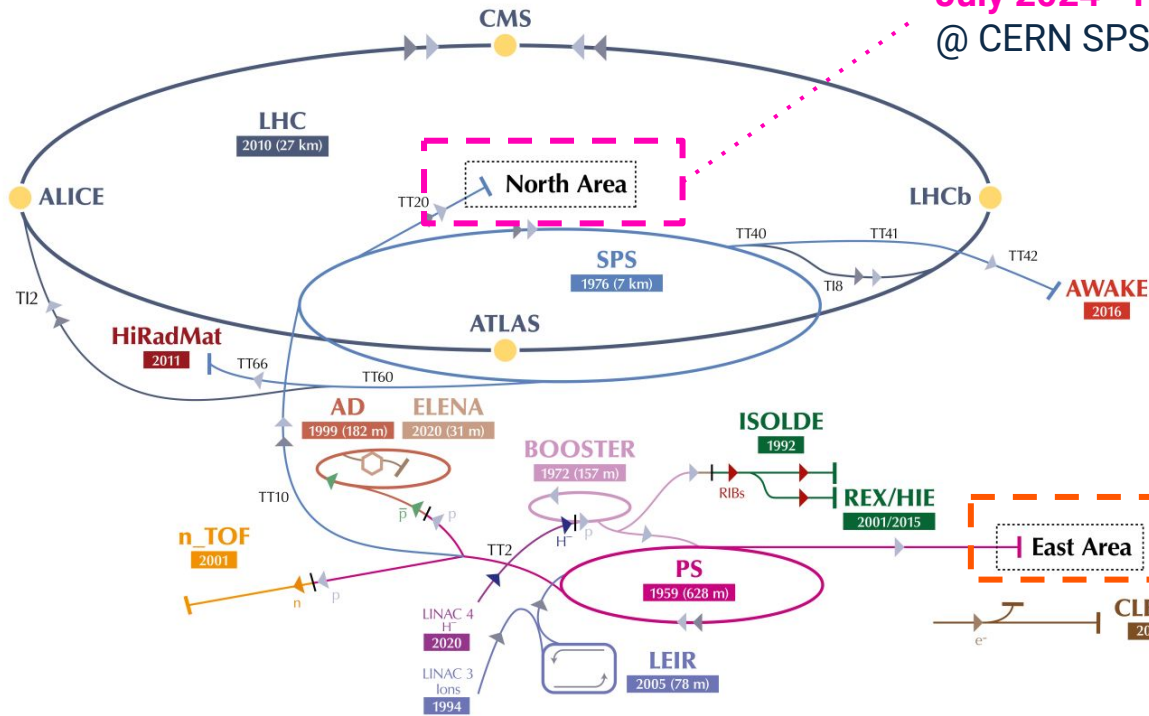 July 2024
@ CERN SPS
CMS
LHC
2010 (27 km)
ALICE
North Area
LHCb
TT20
TT40
TT41
TT42
SPS
1976 (7 km)
TI8
TI2
AWAKE
2016
HiRadMat
2011
ATLAS
TT66
TT60
AD
1999 (182 m)
ELENA
2020 (31 m)
ISOLDE
1992
BOOSTER
1972 (157 m)
RIBs
REX/HIE
2001/2015
TT10
p
p
H⁻
p
East Area
n_TOF
2001
TT2
n
p
PS
1959 (628 m)
LINAC 4
H⁻
2020
e⁻
LINAC 3
Ions
1994
LEIR
2005 (78 m)